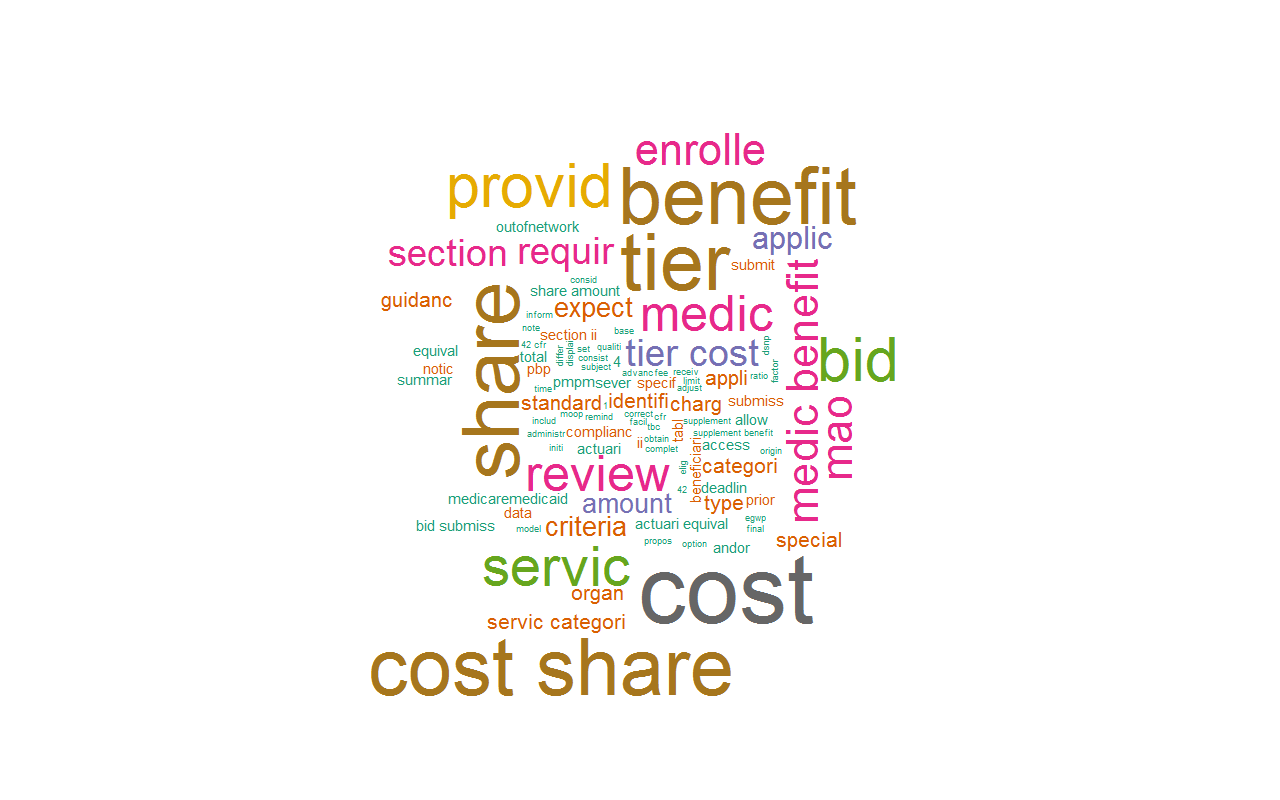 enrolle
provid
benefit
outofnetwork
applic
section
requir
tier
submit
medic benefit
consid
share amount
share
guidanc
expect
medic
inform
note
section ii
base
42 cfr
differ
displai
set
qualiti
tier cost
dsnp
bid
equival
total
consist
subject
4
notic
pbp
advanc
fee
receiv
factor
summar
time
pmpm
sever
specif
limit
adjust
appli
ratio
standard
1
identifi
charg
submiss
mao
includ
moop
remind
correct
cfr
facil
tbc
tabl
supplement
allow
administr
complianc
ii
obtain
supplement benefit
initi
actuari
complet
beneficiari
access
origin
review
elig
categori
medicaremedicaid
amount
42
deadlin
type
prior
data
bid submiss
model
criteria
actuari equival
egwp
final
propos
option
andor
special
servic
organ
cost
servic categori
cost share